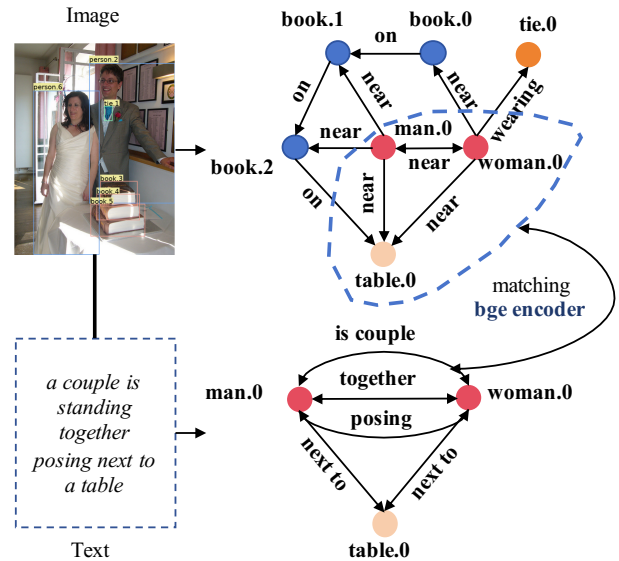 Image
person.2
person.6
tie.1
book.3
book.4
book.5
book.1
book.0
tie.0
on
on
near
near
wearing
near
man.0
near
woman.0
book.2
on
near
near
table.0
matching
bge encoder
a couple is
standing
together
posing next to
a table
Text
is couple
man.0
together
woman.0
posing
next to
next to
table.0